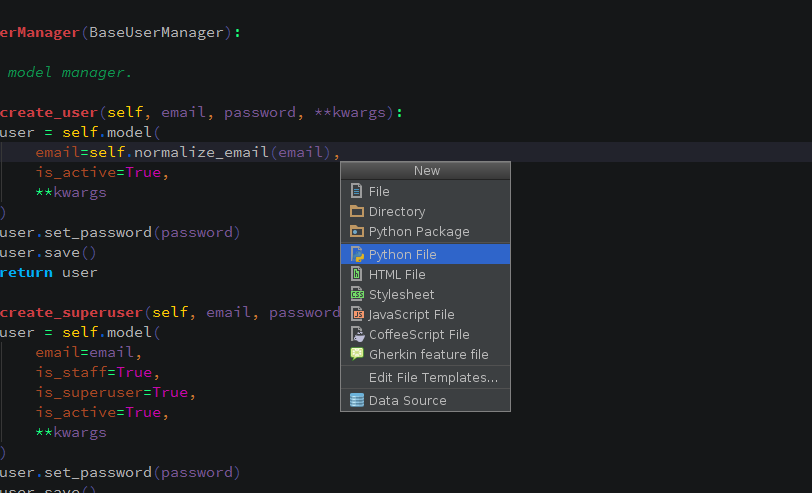 erManager(BaseUserManager):
model manager.
create_user(self, email, password, **kwargs):
user = self.model(
email=self.normalize_email(email),
is_active=True,
**kwargs
)
user.set_password(password)
user.save()
return user
create_superuser(self, email, password
user = self.model(
email=email,
is_staff=True,
is_superuser=True,
is_active=True,
**kwargs
)
user.set_password(password)
user.save()
New
File
Directory
Python Package
Python File
HTML File
Stylesheet
JavaScript File
CoffeeScript File
Gherkin feature file
Edit File Templates...
Data Source